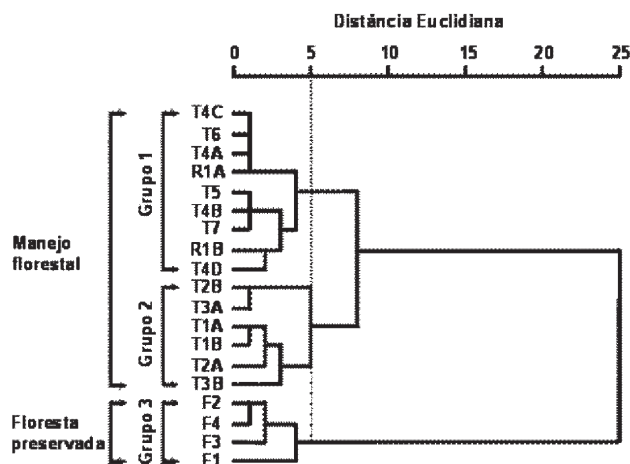 Distância Euclidiana
0 5 10 15 20 25
T4C
T6
T4A
R1A
T5
T4B
T7
R1B
T4D
T2B
T3A
T1A
T1B
T2A
T3B
F2
F4
F3
F1
Grupo 1
Grupo 2
Grupo 3
Manejo
florestal
Floresta
preservada